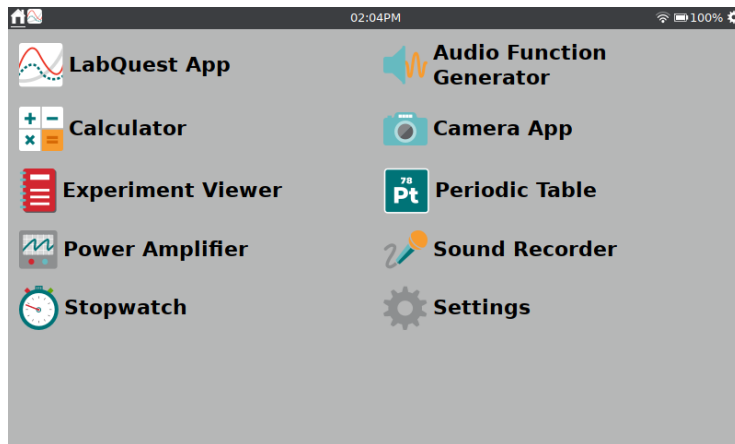 02:04PM
100%
LabQuest App
Audio Function
Generator
Calculator
Camera App
Experiment Viewer
78
Pt
Periodic Table
Power Amplifier
Sound Recorder
Stopwatch
Settings